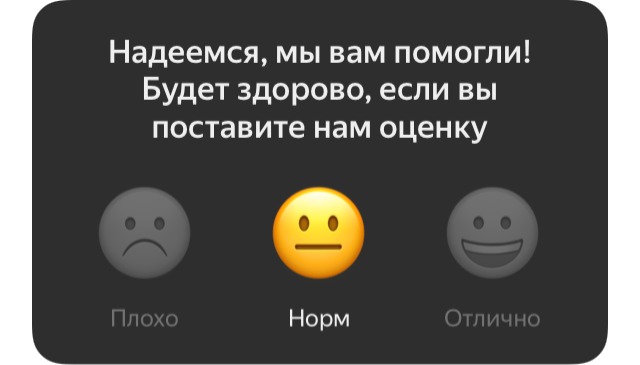 Надеемся, мы вам помогли!
Будет здорово, если вы
поставите нам оценку
Плохо
Норм
Отлично